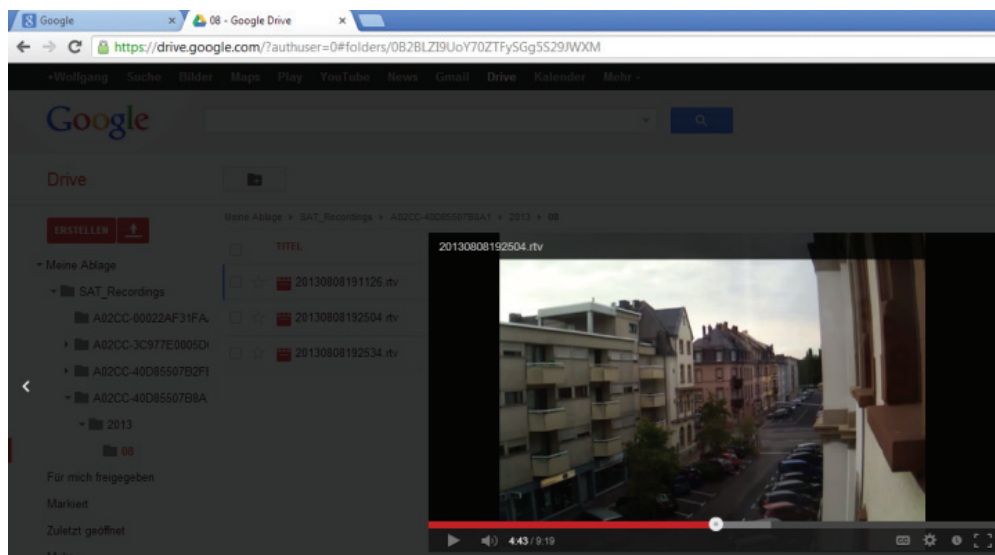 Google
08 - Google Drive
https://drive.google.com/?authuser=0#folders/0B2BLZI9UoY70ZTFySGg5S29JWXM
+Wolfgang Suche Bilder Maps Play YouTube News Gmail Drive Kalender Mehr
Google
Drive
ERSTELLEN
Meine Ablage > SAT_Recordings > A02CC-40D85507B8A1 > 2013 > 08
TITEL
20130808191126.rtv
20130808192504.rtv
20130808192534.rtv
Meine Ablage
SAT_Recordings
A02CC-00022AF31FA
A02CC-3C977E0005D
A02CC-40D85507B2F
A02CC-40D85507B8A
2013
08
Für mich freigegeben
Markiert
Zuletzt geöffnet
20130808192504.rtv
4:43 / 9:19